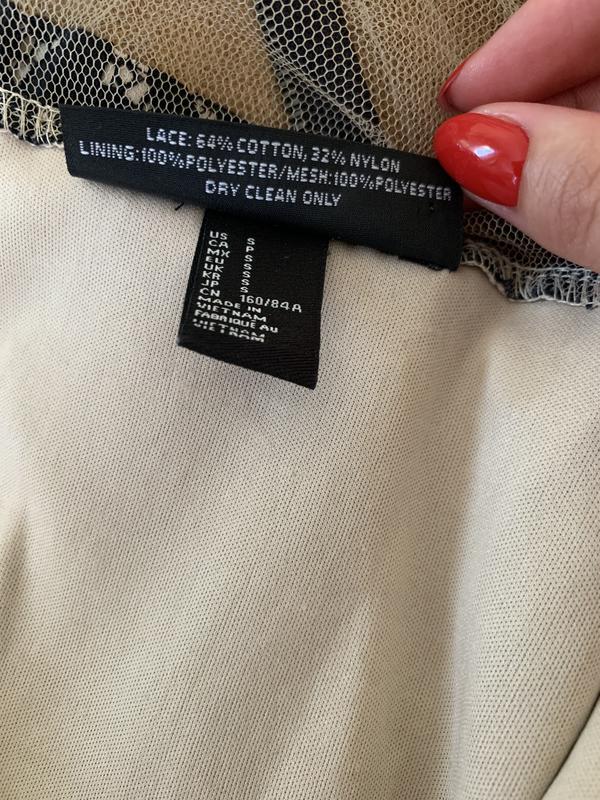 LACE: 64% COTTON, 32% NYLON
LINING:100%POLYESTER/MESH:100%POLYESTER
DRY CLEAN ONLY
US S
CA P
MX S
EU S
UK S
KR S
JP S
CN 160/84A
MADE IN
VIETNAM
FABRIQUE AU
VIETNAM